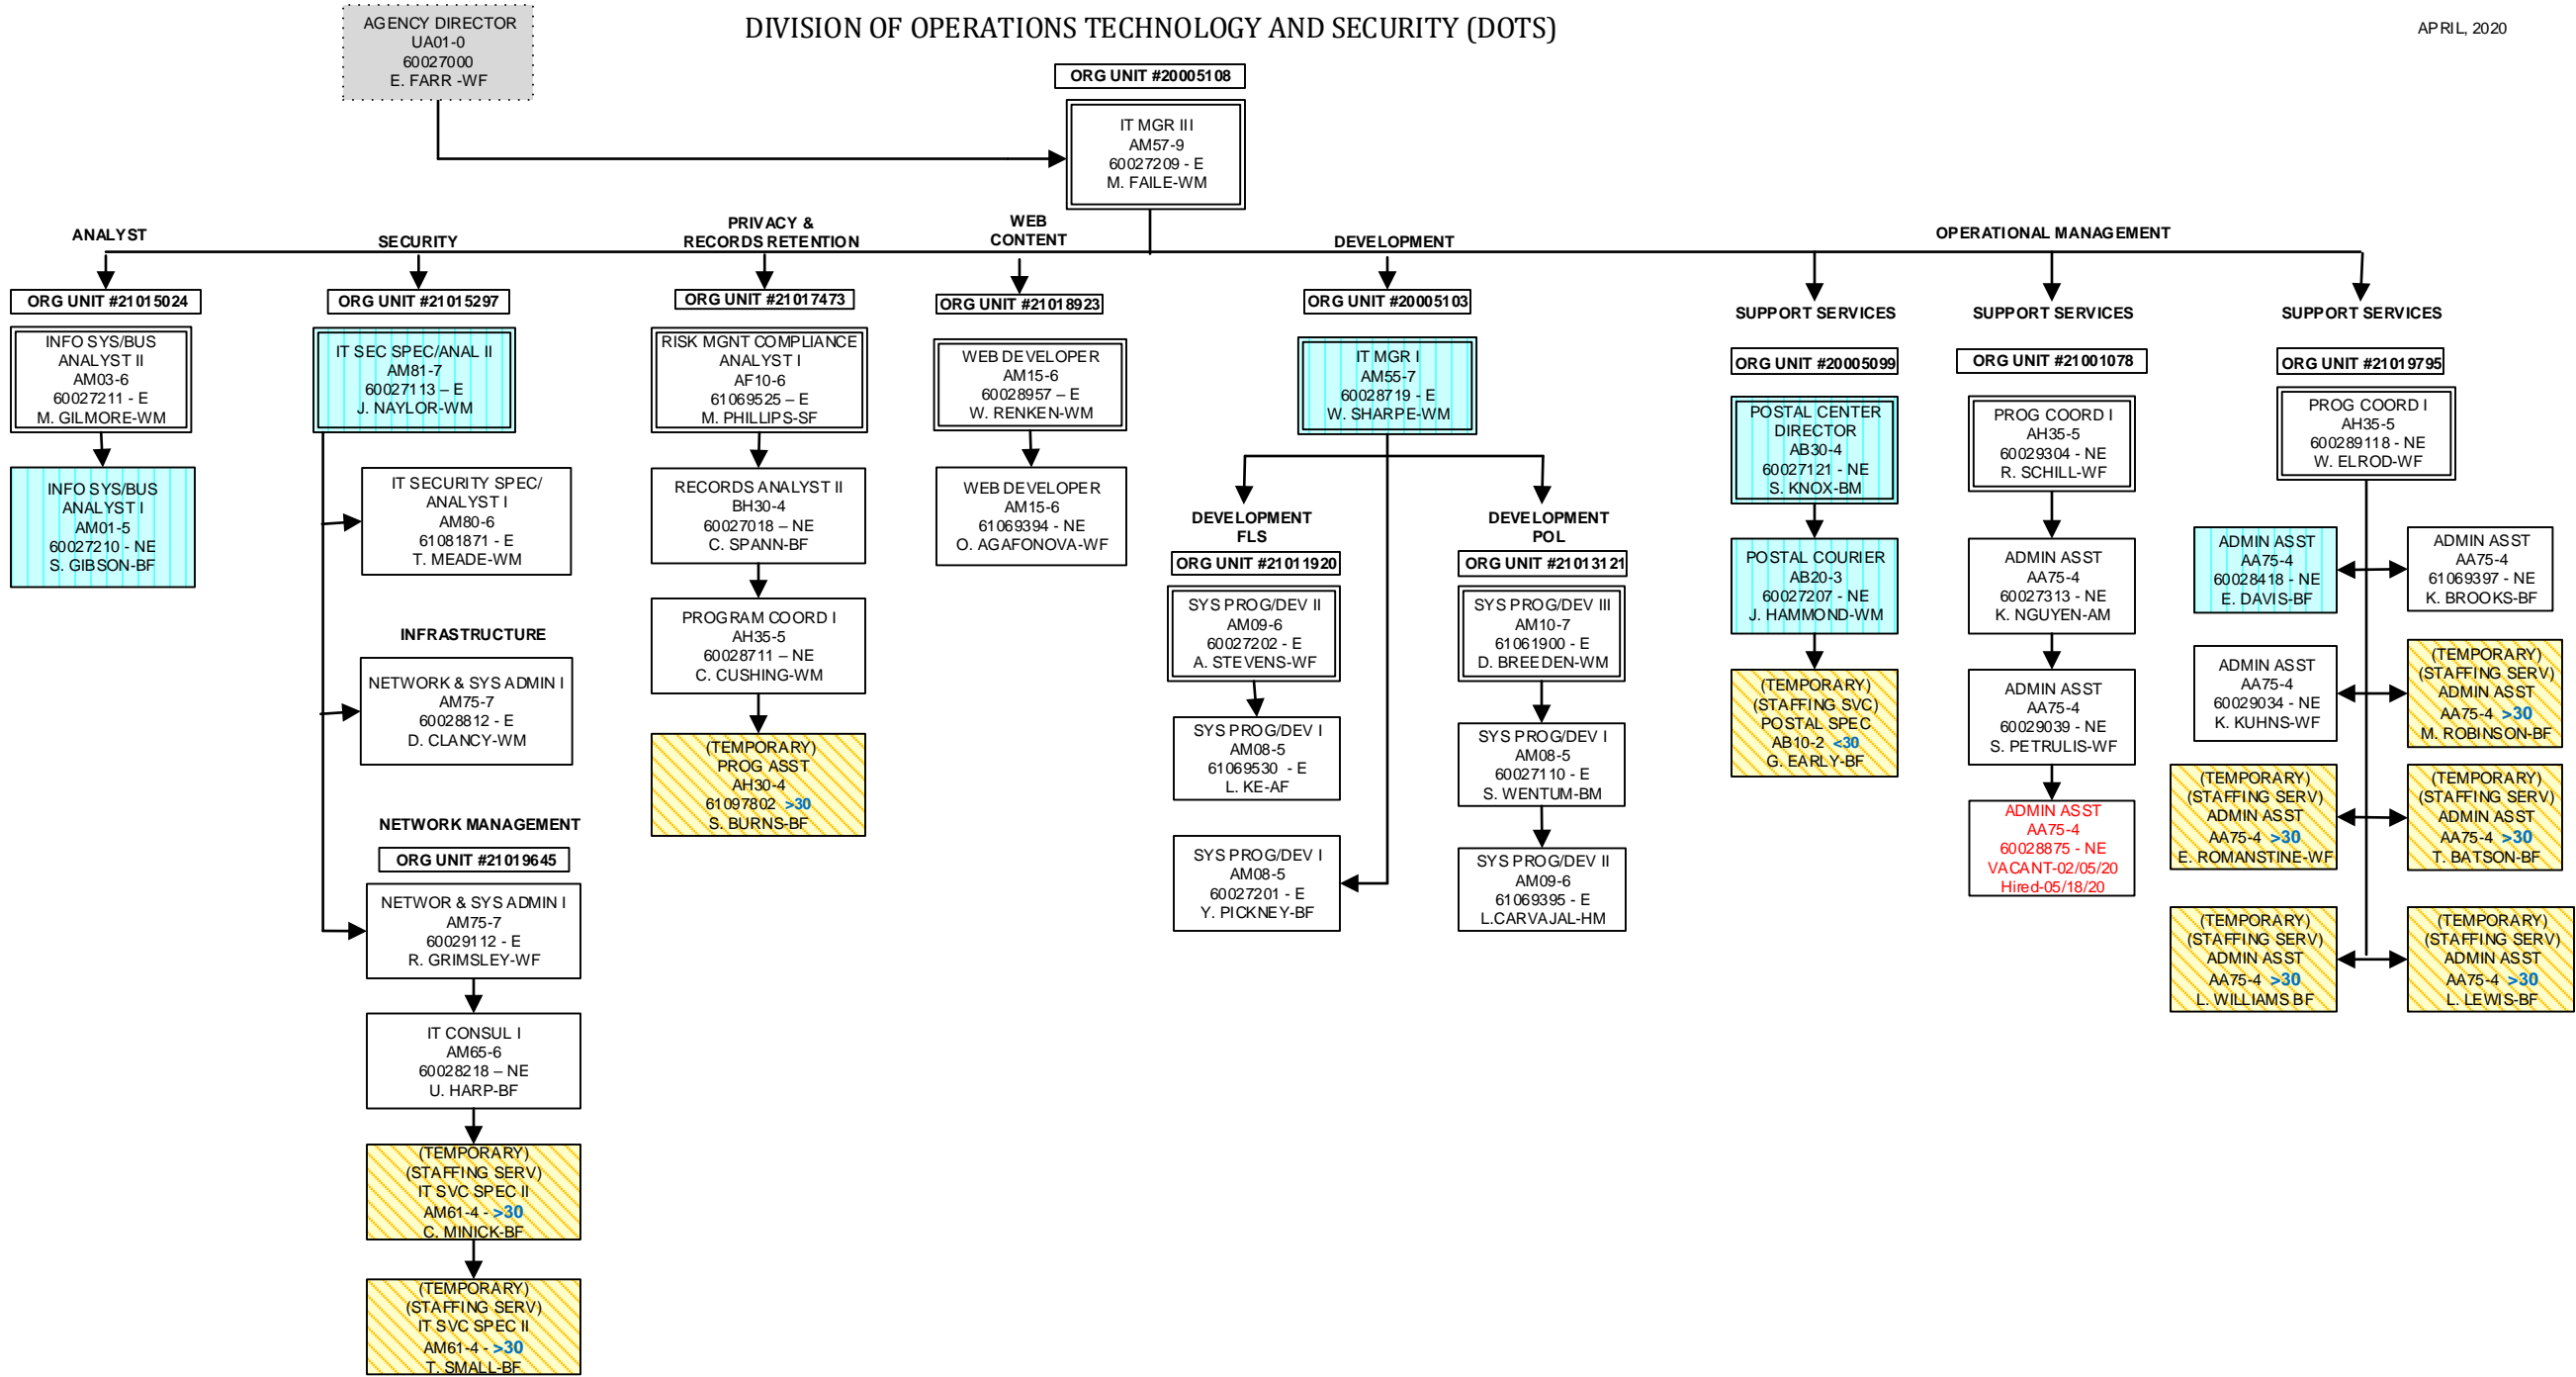 DIVISION OF OPERATIONS TECHNOLOGY AND SECURITY (DOTS)
APRIL, 2020
AGENCY DIRECTOR
UA01-0
60027000
E. FARR -WF
ORG UNIT #20005108
IT MGR III
AM57-9
60027209 - E
M. FAILE-WM
ANALYST
ORG UNIT #21015024
INFO SYS/BUS
ANALYST II
AM03-6
60027211 - E
M. GILMORE-WM
INFO SYS/BUS
ANALYST I
AM01-5
60027210 - NE
S. GIBSON-BF
SECURITY
ORG UNIT #21015297
IT SEC SPEC/ANAL II
AM81-7
60027113 – E
J. NAYLOR-WM
IT SECURITY SPEC/
ANALYST I
AM80-6
61081871 - E
T. MEADE-WM
INFRASTRUCTURE
NETWORK & SYS ADMIN I
AM75-7
60028812 - E
D. CLANCY-WM
NETWORK MANAGEMENT
ORG UNIT #21019645
NETWOR & SYS ADMIN I
AM75-7
60029112 - E
R. GRIMSLEY-WF
IT CONSUL I
AM65-6
60028218 – NE
U. HARP-BF
(TEMPORARY)
(STAFFING SERV)
IT SVC SPEC II
AM61-4 - >30
C. MINICK-BF
(TEMPORARY)
(STAFFING SERV)
IT SVC SPEC II
AM61-4 - >30
T. SMALL-BF
PRIVACY &
RECORDS RETENTION
ORG UNIT #21017473
RISK MGNT COMPLIANCE
ANALYST I
AF10-6
61069525 – E
M. PHILLIPS-SF
RECORDS ANALYST II
BH30-4
60027018 – NE
C. SPANN-BF
PROGRAM COORD I
AH35-5
60028711 – NE
C. CUSHING-WM
(TEMPORARY)
PROG ASST
AH30-4
61097802 >30
S. BURNS-BF
WEB
CONTENT
ORG UNIT #21018923
WEB DEVELOPER
AM15-6
60028957 – E
W. RENKEN-WM
WEB DEVELOPER
AM15-6
61069394 - NE
O. AGAFONOVA-WF
DEVELOPMENT
ORG UNIT #20005103
IT MGR I
AM55-7
60028719 - E
W. SHARPE-WM
DEVELOPMENT
FLS
ORG UNIT #21011920
SYS PROG/DEV II
AM09-6
60027202 - E
A. STEVENS-WF
SYS PROG/DEV I
AM08-5
61069530 - E
L. KE-AF
SYS PROG/DEV I
AM08-5
60027201 - E
Y. PICKNEY-BF
DEVELOPMENT
POL
ORG UNIT #21013121
SYS PROG/DEV III
AM10-7
61061900 - E
D. BREEDEN-WM
SYS PROG/DEV I
AM08-5
60027110 - E
S. WENTUM-BM
SYS PROG/DEV II
AM09-6
61069395 - E
L.CARVAJAL-HM
OPERATIONAL MANAGEMENT
SUPPORT SERVICES
ORG UNIT #20005099
POSTAL CENTER
DIRECTOR
AB30-4
60027121 - NE
S. KNOX-BM
POSTAL COURIER
AB20-3
60027207 - NE
J. HAMMOND-WM
(TEMPORARY)
(STAFFING SVC)
POSTAL SPEC
AB10-2 <30
G. EARLY-BF
SUPPORT SERVICES
ORG UNIT #21001078
PROG COORD I
AH35-5
60029304 - NE
R. SCHILL-WF
ADMIN ASST
AA75-4
60027313 - NE
K. NGUYEN-AM
ADMIN ASST
AA75-4
60029039 - NE
S. PETRULIS-WF
ADMIN ASST
AA75-4
60028875 - NE
VACANT-02/05/20
Hired-05/18/20
SUPPORT SERVICES
ORG UNIT #21019795
PROG COORD I
AH35-5
600289118 - NE
W. ELROD-WF
ADMIN ASST
AA75-4
60028418 - NE
E. DAVIS-BF
ADMIN ASST
AA75-4
61069397 - NE
K. BROOKS-BF
ADMIN ASST
AA75-4
60029034 - NE
K. KUHNS-WF
(TEMPORARY)
(STAFFING SERV)
ADMIN ASST
AA75-4 >30
M. ROBINSON-BF
(TEMPORARY)
(STAFFING SERV)
ADMIN ASST
AA75-4 >30
E. ROMANSTINE-WF
(TEMPORARY)
(STAFFING SERV)
ADMIN ASST
AA75-4 >30
T. BATSON-BF
(TEMPORARY)
(STAFFING SERV)
ADMIN ASST
AA75-4 >30
L. WILLIAMS BF
(TEMPORARY)
(STAFFING SERV)
ADMIN ASST
AA75-4 >30
L. LEWIS-BF